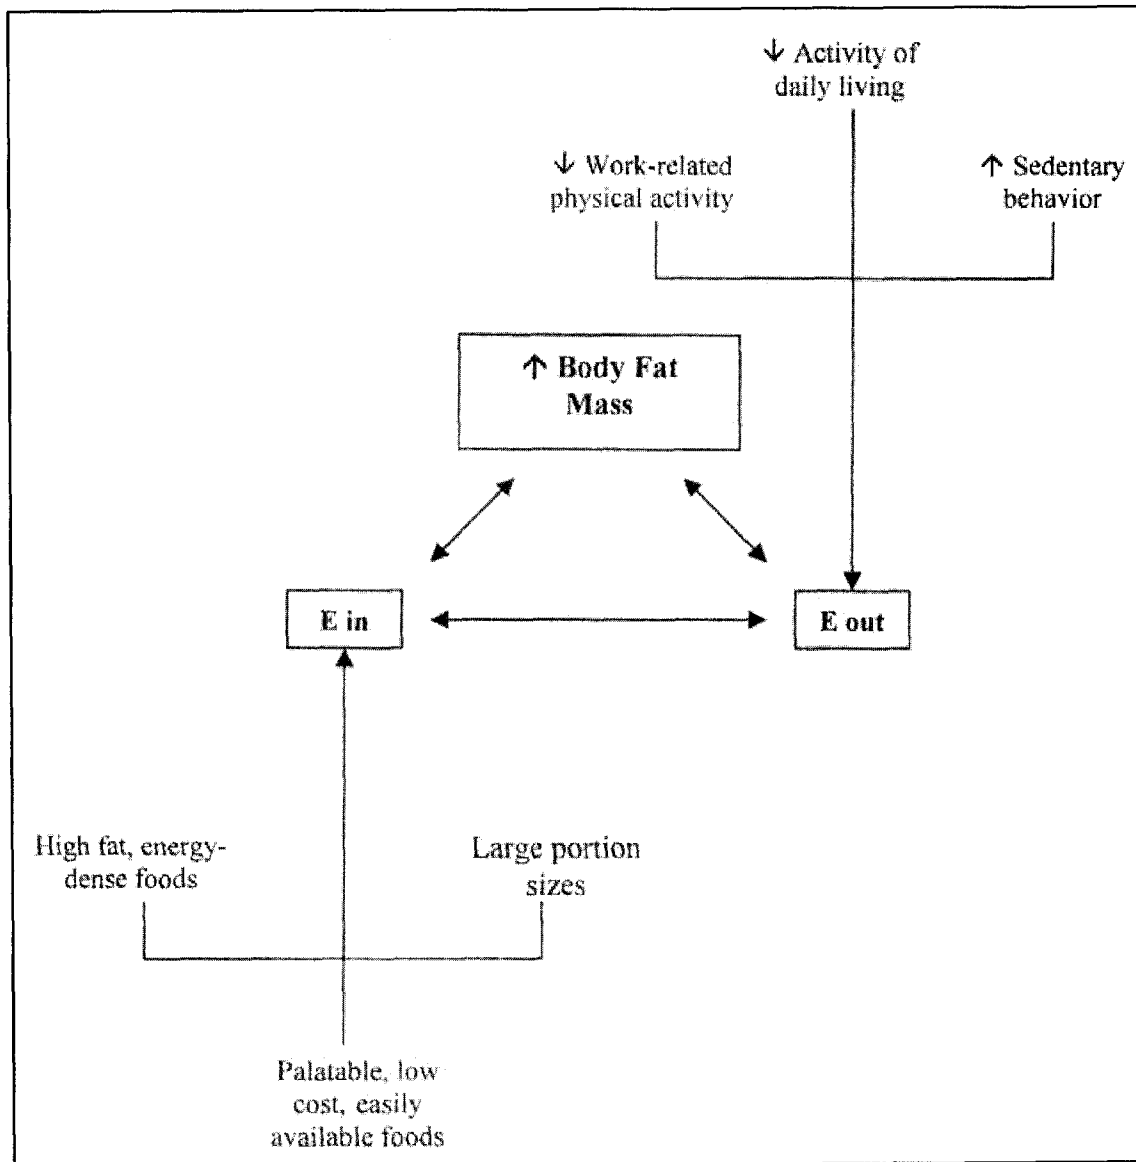 ↓ Activity of
daily living
↓ Work-related
physical activity
↑ Sedentary
behavior
↑ Body Fat
Mass
E in
E out
High fat, energy-
dense foods
Large portion
sizes
Palatable, low
cost, easily
available foods